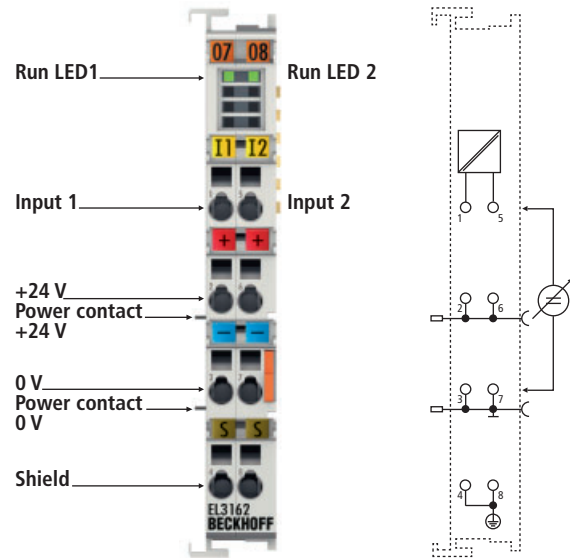 07 08
Run LED1
Run LED 2
I1 I2
Input 1
Input 2
+ +
+24 V
Power contact
+24 V
– –
0 V
Power contact
0 V
S S
Shield
EL3162
BECKHOFF
1 5
2 6
3 7
4 8